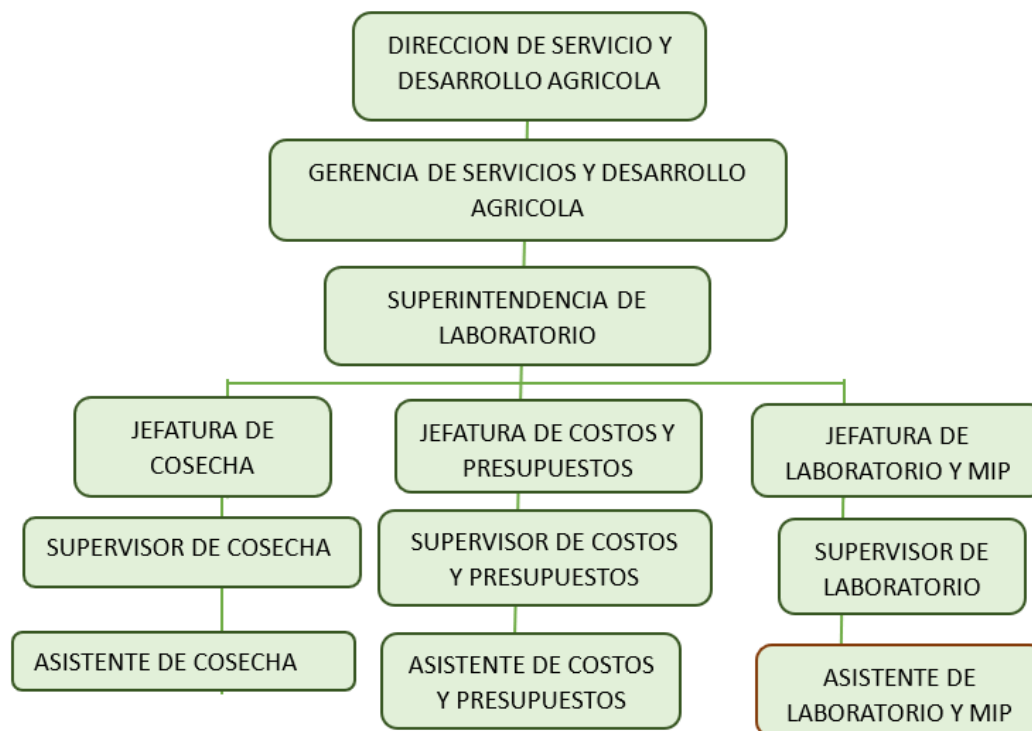 DIRECCION DE SERVICIO Y
DESARROLLO AGRICOLA
GERENCIA DE SERVICIOS Y DESARROLLO
AGRICOLA
SUPERINTENDENCIA DE
LABORATORIO
JEFATURA DE
COSECHA
JEFATURA DE COSTOS Y
PRESUPUESTOS
JEFATURA DE
LABORATORIO Y MIP
SUPERVISOR DE COSECHA
SUPERVISOR DE COSTOS
Y PRESUPUESTOS
SUPERVISOR DE
LABORATORIO
ASISTENTE DE COSECHA
ASISTENTE DE COSTOS
Y PRESUPUESTOS
ASISTENTE DE
LABORATORIO Y MIP